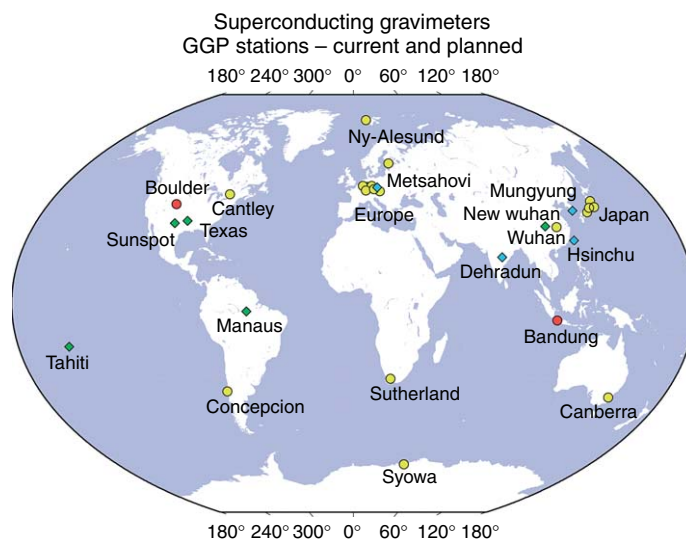 Superconducting gravimeters
GGP stations – current and planned
180° 240° 300° 0° 60° 120° 180°
Ny-Alesund
Metsahovi
Boulder
Mungyung
Cantley
Europe
New wuhan
Japan
Sunspot
Texas
Wuhan
Hsinchu
Dehradun
Manaus
Bandung
Tahiti
Sutherland
Concepcion
Canberra
Syowa
180° 240° 300° 0° 60° 120° 180°